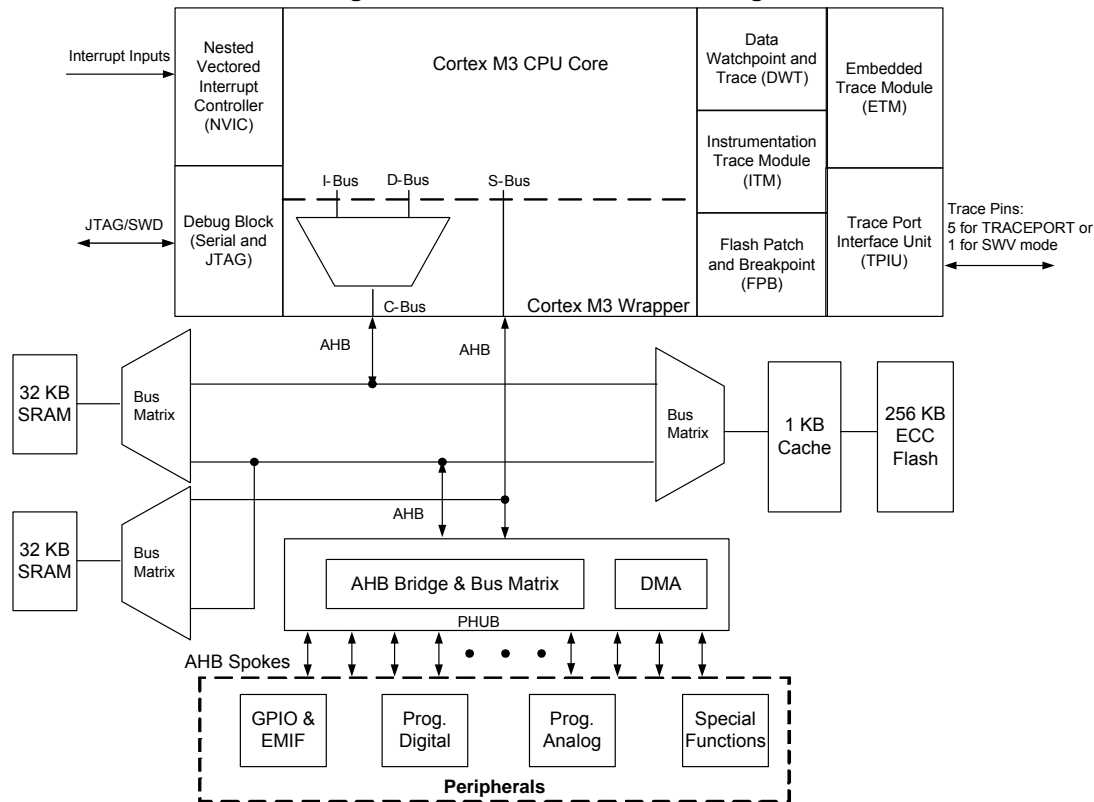 Interrupt Inputs
Nested
Vectored
Interrupt
Controller
(NVIC)
Cortex M3 CPU Core
Data
Watchpoint and
Trace (DWT)
Embedded
Trace Module
(ETM)
Instrumentation
Trace Module
(ITM)
I-Bus
D-Bus
S-Bus
JTAG/SWD
Debug Block
(Serial and
JTAG)
Flash Patch
and Breakpoint
(FPB)
Trace Port
Interface Unit
(TPIU)
Trace Pins:
5 for TRACEPORT or
1 for SWV mode
C-Bus
Cortex M3 Wrapper
AHB
AHB
32 KB
SRAM
Bus
Matrix
Bus
Matrix
1 KB
Cache
256 KB
ECC
Flash
AHB
32 KB
SRAM
Bus
Matrix
AHB Bridge & Bus Matrix
DMA
PHUB
AHB Spokes
GPIO &
EMIF
Prog.
Digital
Prog.
Analog
Special
Functions
Peripherals